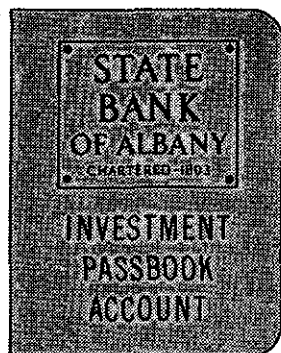 STATE
BANK
OF ALBANY
CHARTERED 1803
INVESTMENT
PASSBOOK
ACCOUNT